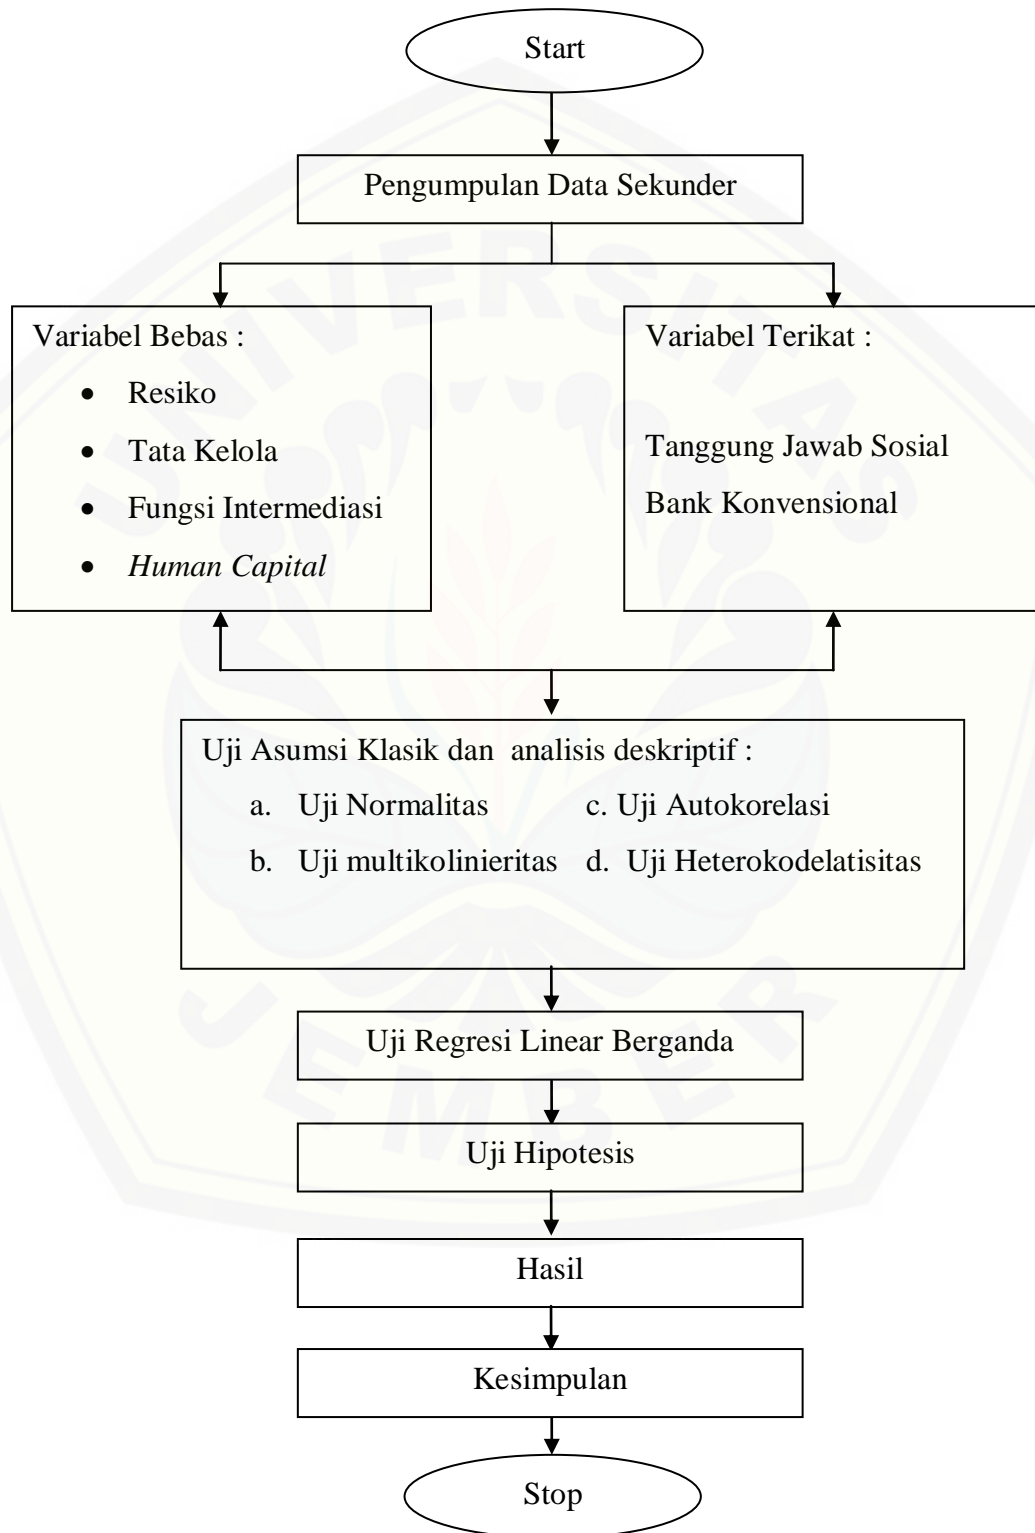 Start
Pengumpulan Data Sekunder
Variabel Bebas :
• Resiko
• Tata Kelola
• Fungsi Intermediasi
• Human Capital
Variabel Terikat :
Tanggung Jawab Sosial
Bank Konvensional
Uji Asumsi Klasik dan analisis deskriptif :
a. Uji Normalitas c. Uji Autokorelasi
b. Uji multikolinieritas d. Uji Heterokodelatisitas
Uji Regresi Linear Berganda
Uji Hipotesis
Hasil
Kesimpulan
Stop
UNIVERSITAS
JEMBER